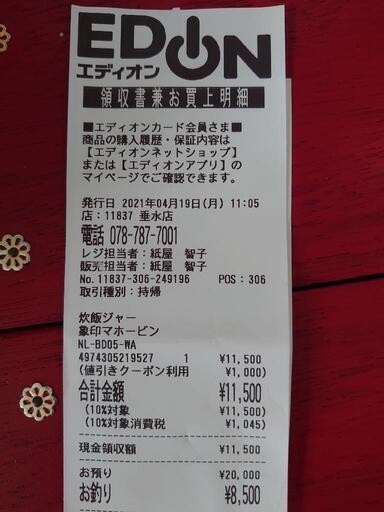 EDION
エディオン
領収書兼お買上明細
■エディオンカード会員さま■
商品の購入履歴・保証内容は
【エディオンネットショップ】
または【エディオンアプリ】の
マイページでご確認できます。
発行日 2021年04月19日(月) 11:05
店：11837 垂水店
電話 078-787-7001
レジ担当者：紙屋 智子
販売担当者：紙屋 智子
No.11837-306-249196 POS：306
取引種別：持帰
炊飯ジャー
象印マホービン
NL-BD05-WA
4974305219527 1 ¥11,500
(値引きクーポン利用 ¥1,000)
合計金額 ¥11,500
(10%対象 ¥11,500)
(10%対象消費税 ¥1,045)
現金領収額 ¥11,500
お預り ¥20,000
お釣り ¥8,500